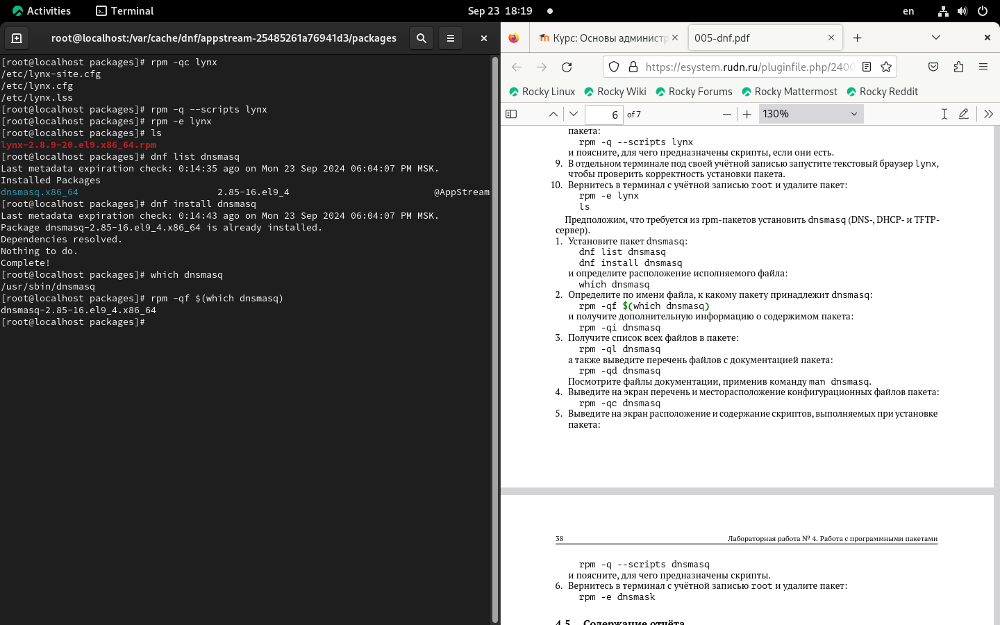 Activities
Terminal
Sep 23 18:19
en
root@localhost:/var/cache/dnf/appstream-25485261a76941d3/packages
[root@localhost packages]# rpm -qc lynx
/etc/lynx-site.cfg
/etc/lynx.cfg
/etc/lynx.lss
[root@localhost packages]# rpm -q --scripts lynx
[root@localhost packages]# rpm -e lynx
[root@localhost packages]# ls
lynx-2.8.9-20.el9.x86_64.rpm
[root@localhost packages]# dnf list dnsmasq
Last metadata expiration check: 0:14:35 ago on Mon 23 Sep 2024 06:04:07 PM MSK.
Installed Packages
dnsmasq.x86_64 2.85-16.el9_4 @AppStream
[root@localhost packages]# dnf install dnsmasq
Last metadata expiration check: 0:14:43 ago on Mon 23 Sep 2024 06:04:07 PM MSK.
Package dnsmasq-2.85-16.el9_4.x86_64 is already installed.
Dependencies resolved.
Nothing to do.
Complete!
[root@localhost packages]# which dnsmasq
/usr/sbin/dnsmasq
[root@localhost packages]# rpm -qf $(which dnsmasq)
dnsmasq-2.85-16.el9_4.x86_64
[root@localhost packages]#
Курс: Основы администр
005-dnf.pdf
https://esystem.rudn.ru/pluginfile.php/2400
Rocky Linux Rocky Wiki Rocky Forums Rocky Mattermost Rocky Reddit
6 of 7 130%
пакета:
rpm -q --scripts lynx
и поясните, для чего предназначены скрипты, если они есть.
9. В отдельном терминале под своей учётной записью запустите текстовый браузер lynx,
чтобы проверить корректность установки пакета.
10. Вернитесь в терминал с учётной записью root и удалите пакет:
rpm -e lynx
ls
Предположим, что требуется из rpm-пакетов установить dnsmasq (DNS-, DHCP- и TFTP-
сервер).
1. Установите пакет dnsmasq:
dnf list dnsmasq
dnf install dnsmasq
и определите расположение исполняемого файла:
which dnsmasq
2. Определите по имени файла, к какому пакету принадлежит dnsmasq:
rpm -qf $(which dnsmasq)
и получите дополнительную информацию о содержимом пакета:
rpm -qi dnsmasq
3. Получите список всех файлов в пакете:
rpm -ql dnsmasq
а также выведите перечень файлов с документацией пакета:
rpm -qd dnsmasq
Посмотрите файлы документации, применив команду man dnsmasq.
4. Выведите на экран перечень и месторасположение конфигурационных файлов пакета:
rpm -qc dnsmasq
5. Выведите на экран расположение и содержание скриптов, выполняемых при установке
пакета:
38 Лабораторная работа № 4. Работа с программными пакетами
rpm -q --scripts dnsmasq
и поясните, для чего предназначены скрипты.
6. Вернитесь в терминал с учётной записью root и удалите пакет:
rpm -e dnsmask
4.5. Содержание отчёта